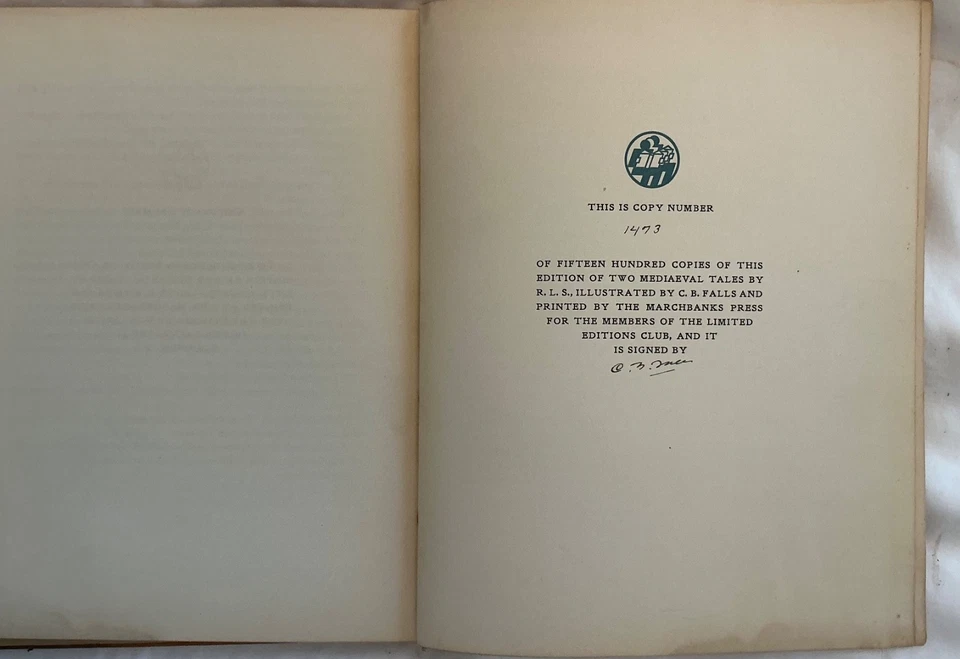 THIS IS COPY NUMBER
1473
OF FIFTEEN HUNDRED COPIES OF THIS
EDITION OF TWO MEDIAEVAL TALES BY
R. L. S., ILLUSTRATED BY C. B. FALLS AND
PRINTED BY THE MARCHBANKS PRESS
FOR THE MEMBERS OF THE LIMITED
EDITIONS CLUB, AND IT
IS SIGNED BY
C. B. Falls